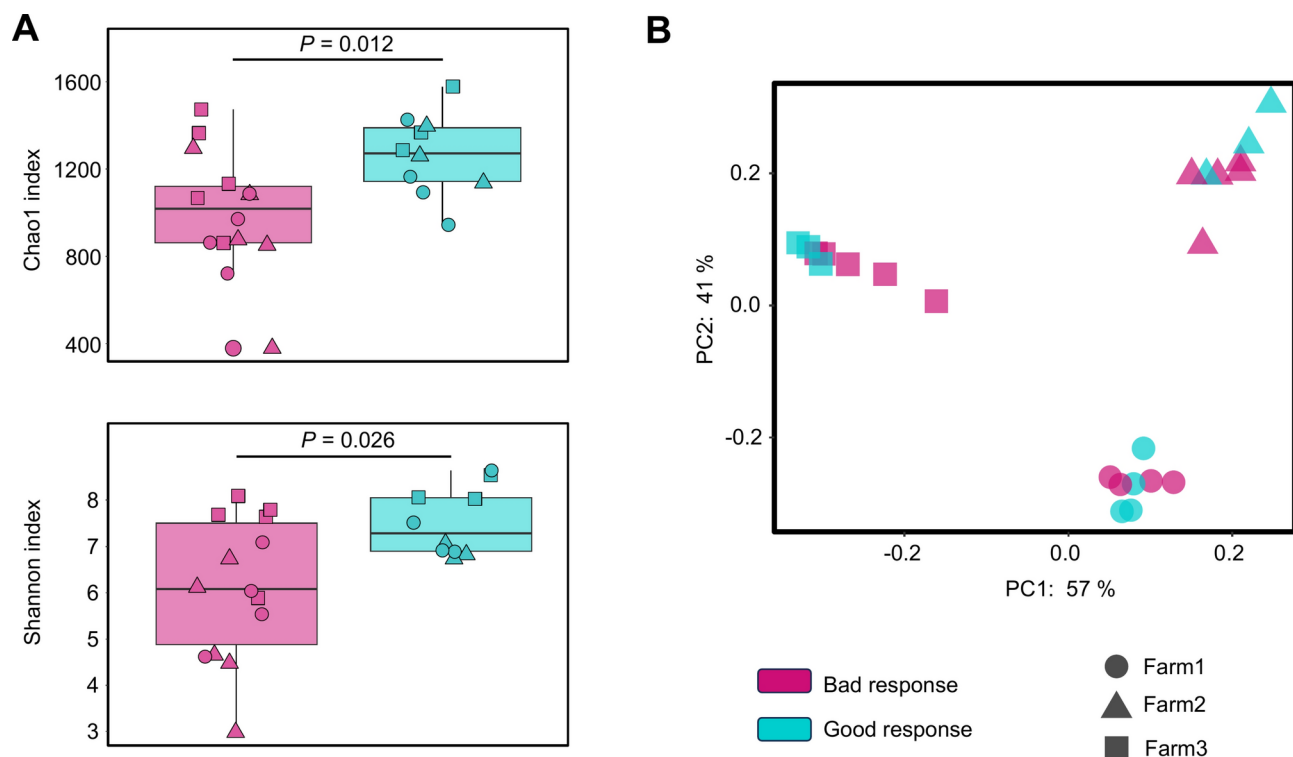 A
P = 0.012
1600
1200
800
400
Chao1 index
P = 0.026
8
7
6
5
4
3
Shannon index
B
0.2
0.0
-0.2
PC2: 41 %
-0.2
0.0
0.2
PC1: 57 %
Bad response
Good response
Farm1
Farm2
Farm3